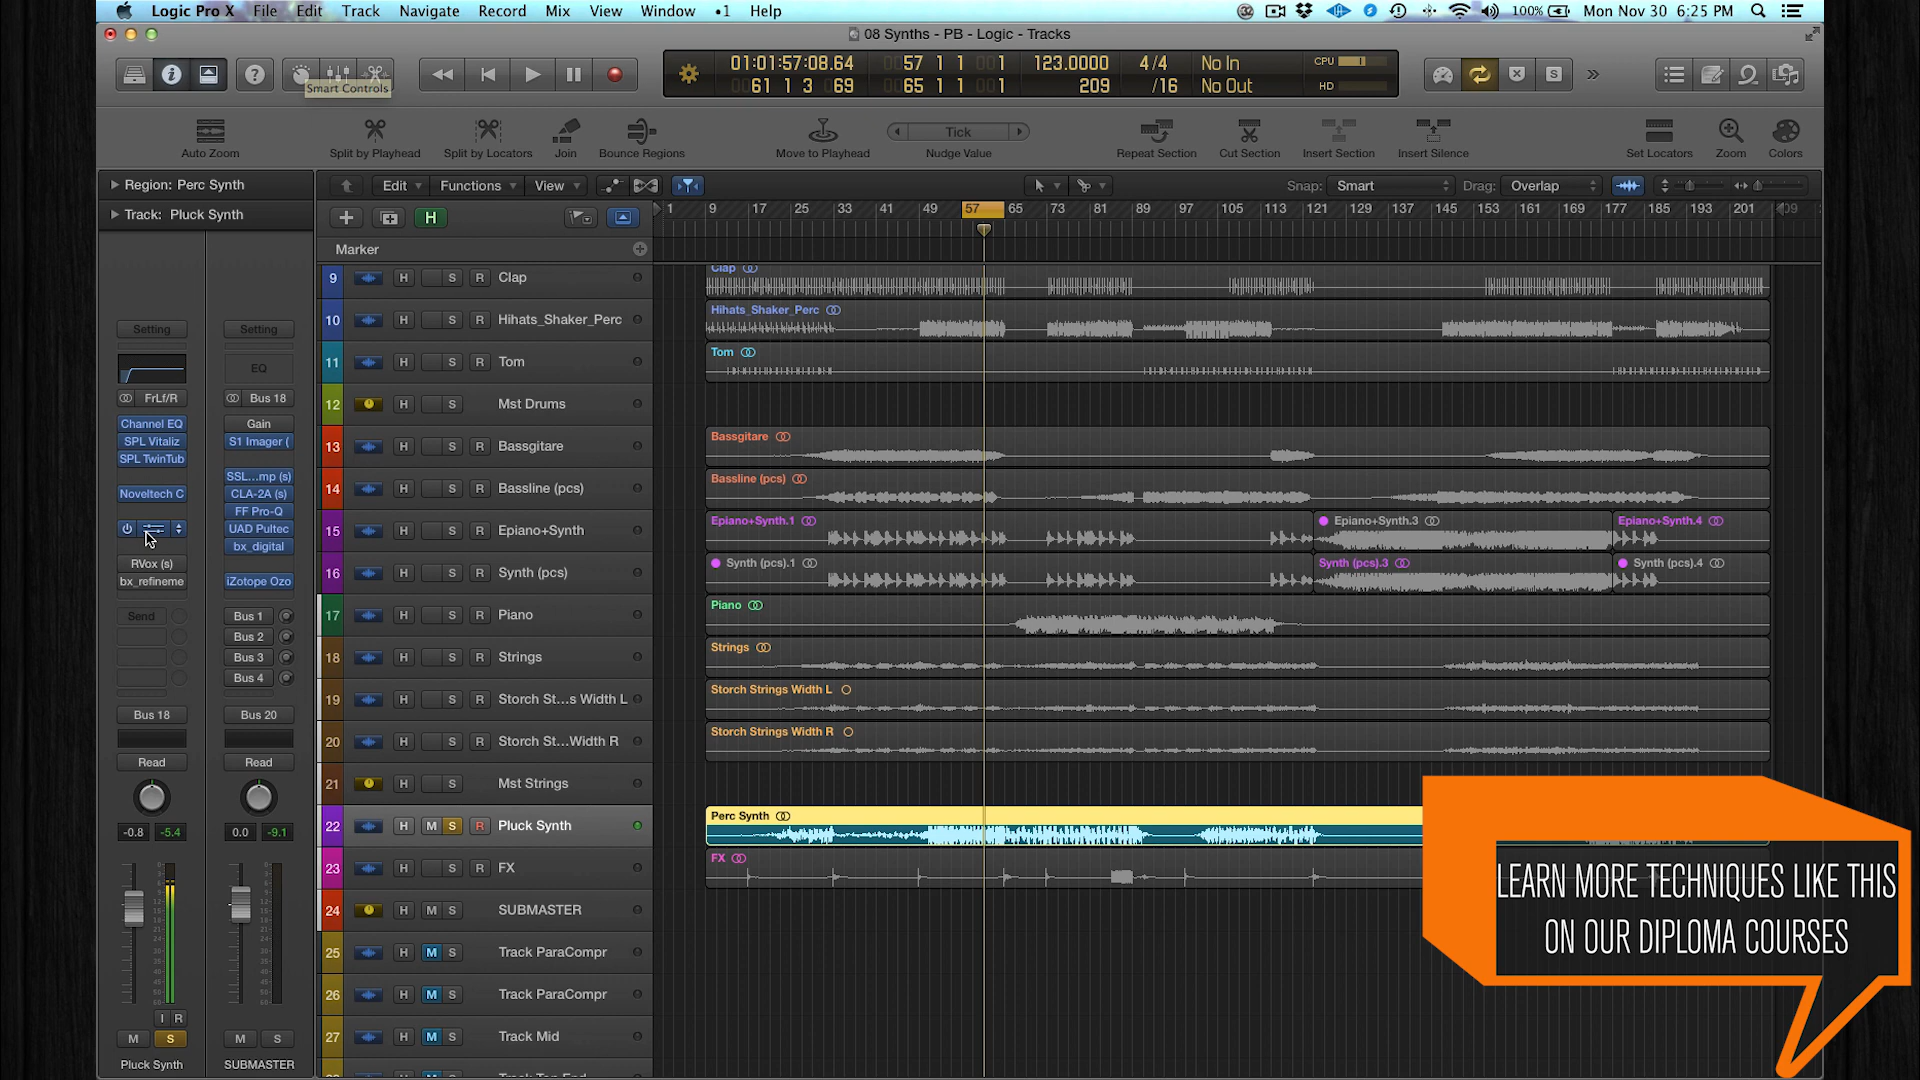 Logic Pro X File Edit Track Navigate Record Mix View Window 1 Help 100% Mon Nov 30 6:25 PM
08 Synths - PB - Logic - Tracks
01:01:57:08.64 0057 1 1 001 123.0000 4/4 No In CPU
0061 1 3 069 0065 1 1 001 209 /16 No Out HD
Smart Controls
Tick
Auto Zoom Split by Playhead Split by Locators Join Bounce Regions Move to Playhead Nudge Value Repeat Section Cut Section Insert Section Insert Silence Set Locators Zoom Colors
Region: Perc Synth
Edit Functions View Snap: Smart Drag: Overlap
Track: Pluck Synth
H
1 9 17 25 33 41 49 57 65 73 81 89 97 105 113 121 129 137 145 153 161 169 177 185 193 201 209
Marker
9 H S R Clap
Clap
10 H S R Hihats_Shaker_Perc
Hihats_Shaker_Perc
11 H S R Tom
Tom
12 H S Mst Drums
13 H S R Bassgitare
Bassgitare
14 H S R Bassline (pcs)
Bassline (pcs)
15 H S R Epiano+Synth
Epiano+Synth.1 Epiano+Synth.3 Epiano+Synth.4
16 H S R Synth (pcs)
Synth (pcs).1 Synth (pcs).3 Synth (pcs).4
17 H S R Piano
Piano
18 H S R Strings
Strings
19 H S R Storch St...s Width L
Storch Strings Width L
20 H S R Storch St...Width R
Storch Strings Width R
21 H S Mst Strings
22 H M S R Pluck Synth
Perc Synth
23 H S R FX
FX
24 H M S SUBMASTER
25 H M S Track ParaCompr
26 H M S Track ParaCompr
27 H M S Track Mid
Setting Setting
EQ
FrLf/R Bus 18
Channel EQ Gain
SPL Vitaliz S1 Imager (
SPL TwinTub
SSL...mp (s)
Noveltech C CLA-2A (s)
FF Pro-Q
UAD Pultec
bx_digital
RVox (s)
bx_refineme iZotope Ozo
Send Bus 1
Bus 2
Bus 3
Bus 4
Bus 18 Bus 20
Read Read
-0.8 -5.4 0.0 -9.1
I R
M S M S
Pluck Synth SUBMASTER
LEARN MORE TECHNIQUES LIKE THIS
ON OUR DIPLOMA COURSES